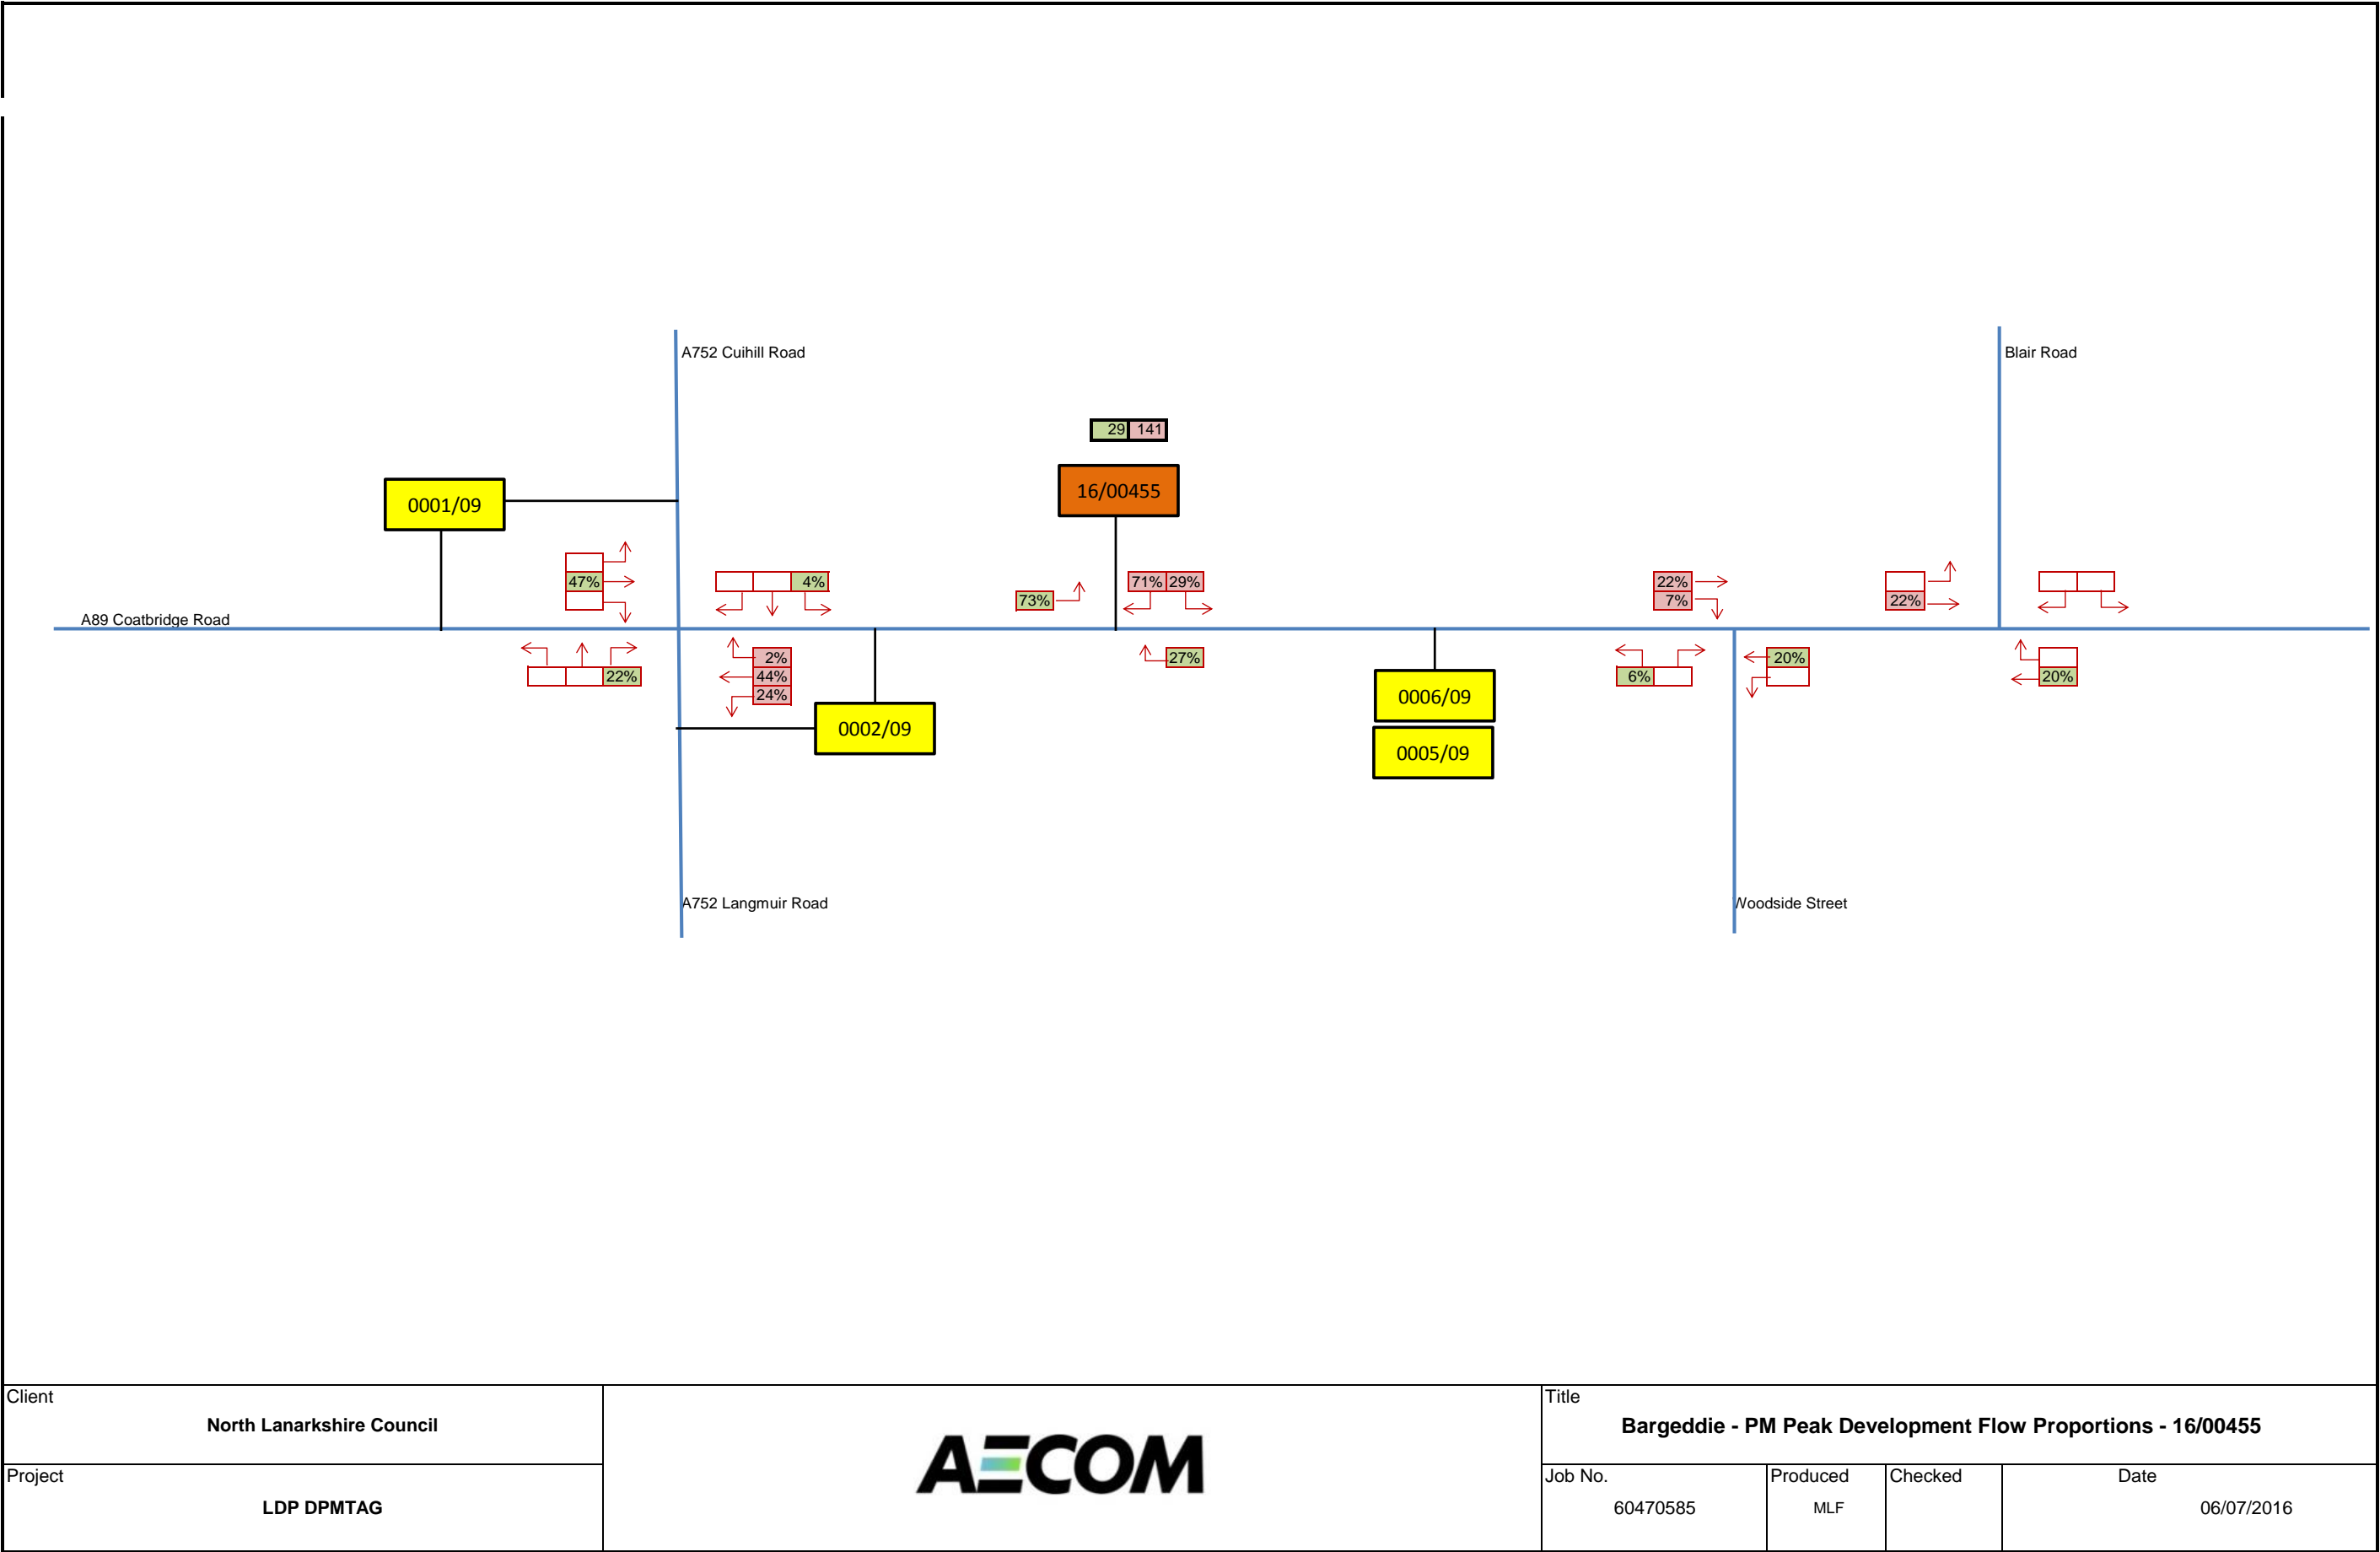 A752 Cuihill Road
Blair Road
29 141
16/00455
0001/09
47%
4%
73%
71% 29%
22%
7%
22%
A89 Coatbridge Road
22%
2%
44%
24%
27%
6%
20%
20%
0002/09
0006/09
0005/09
A752 Langmuir Road
Woodside Street
Client
North Lanarkshire Council
Project
LDP DPMTAG
AECOM
Title
Bargeddie - PM Peak Development Flow Proportions - 16/00455
Job No.
60470585
Produced
MLF
Checked
Date
06/07/2016